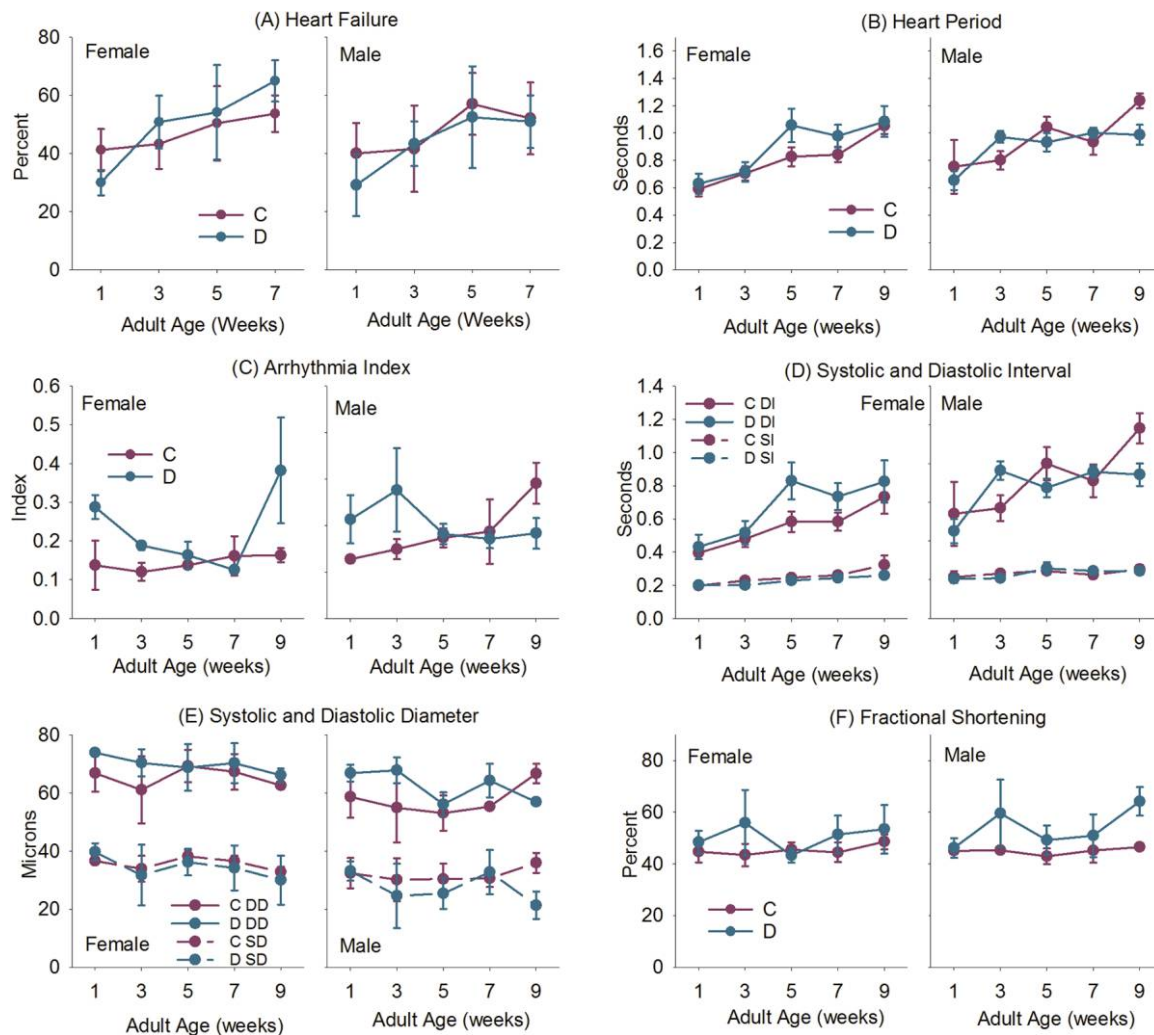 (A) Heart Failure
Female
Male
Percent
80
60
40
20
0
C
D
1 3 5 7
1 3 5 7
Adult Age (Weeks)
Adult Age (Weeks)
(B) Heart Period
Female
Male
Seconds
1.6
1.4
1.2
1.0
0.8
0.6
0.4
0.2
0.0
C
D
1 3 5 7 9
1 3 5 7 9
Adult Age (weeks)
Adult Age (weeks)
(C) Arrhythmia Index
Female
Male
Index
0.6
0.5
0.4
0.3
0.2
0.1
0.0
C
D
1 3 5 7 9
1 3 5 7 9
Adult Age (weeks)
Adult Age (weeks)
(D) Systolic and Diastolic Interval
C DI
D DI
C SI
D SI
Female
Male
Seconds
1.4
1.2
1.0
0.8
0.6
0.4
0.2
0.0
1 3 5 7 9
1 3 5 7 9
Adult Age (weeks)
Adult Age (weeks)
(E) Systolic and Diastolic Diameter
Microns
80
60
40
20
0
C DD
D DD
C SD
D SD
Female
Male
1 3 5 7 9
1 3 5 7 9
Adult Age (weeks)
Adult Age (weeks)
(F) Fractional Shortening
Female
Male
Percent
80
60
40
20
0
C
D
1 3 5 7 9
1 3 5 7 9
Adult Age (weeks)
Adult Age (weeks)